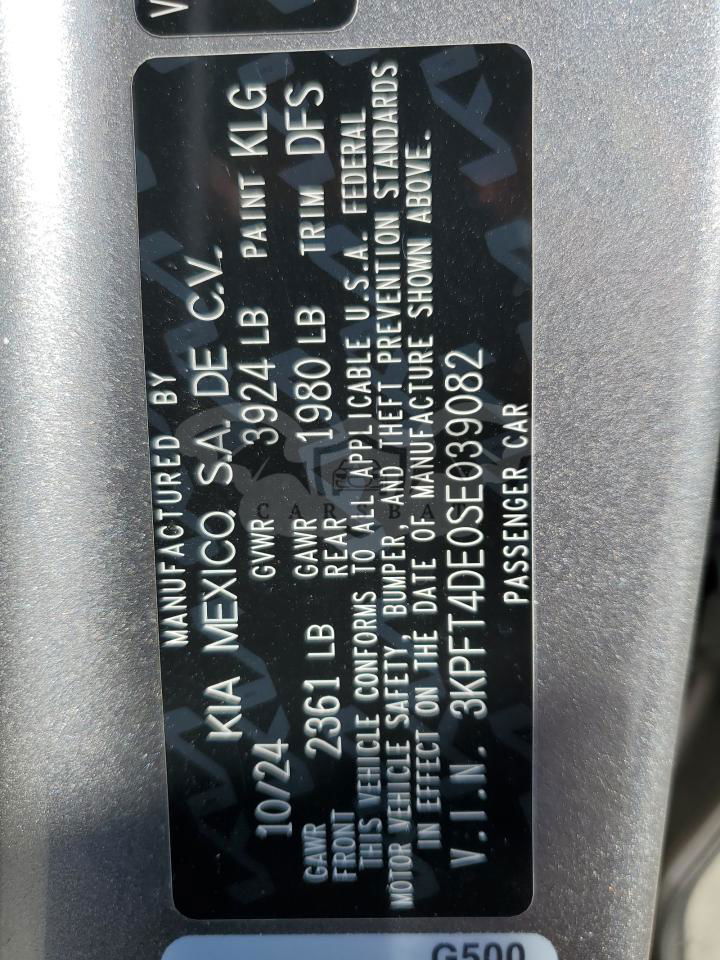 MANUFACTURED BY
KIA MEXICO, S.A. DE C.V.
10/24 GVWR 3924 LB PAINT KLG
GAWR FRONT 2361 LB GAWR REAR 1980 LB TRIM DFS
THIS VEHICLE CONFORMS TO ALL APPLICABLE U.S.A. FEDERAL
MOTOR VEHICLE SAFETY, BUMPER, AND THEFT PREVENTION STANDARDS
IN EFFECT ON THE DATE OF MANUFACTURE SHOWN ABOVE.
V.I.N. 3KPFT4DE0SE039082
PASSENGER CAR
G500
V